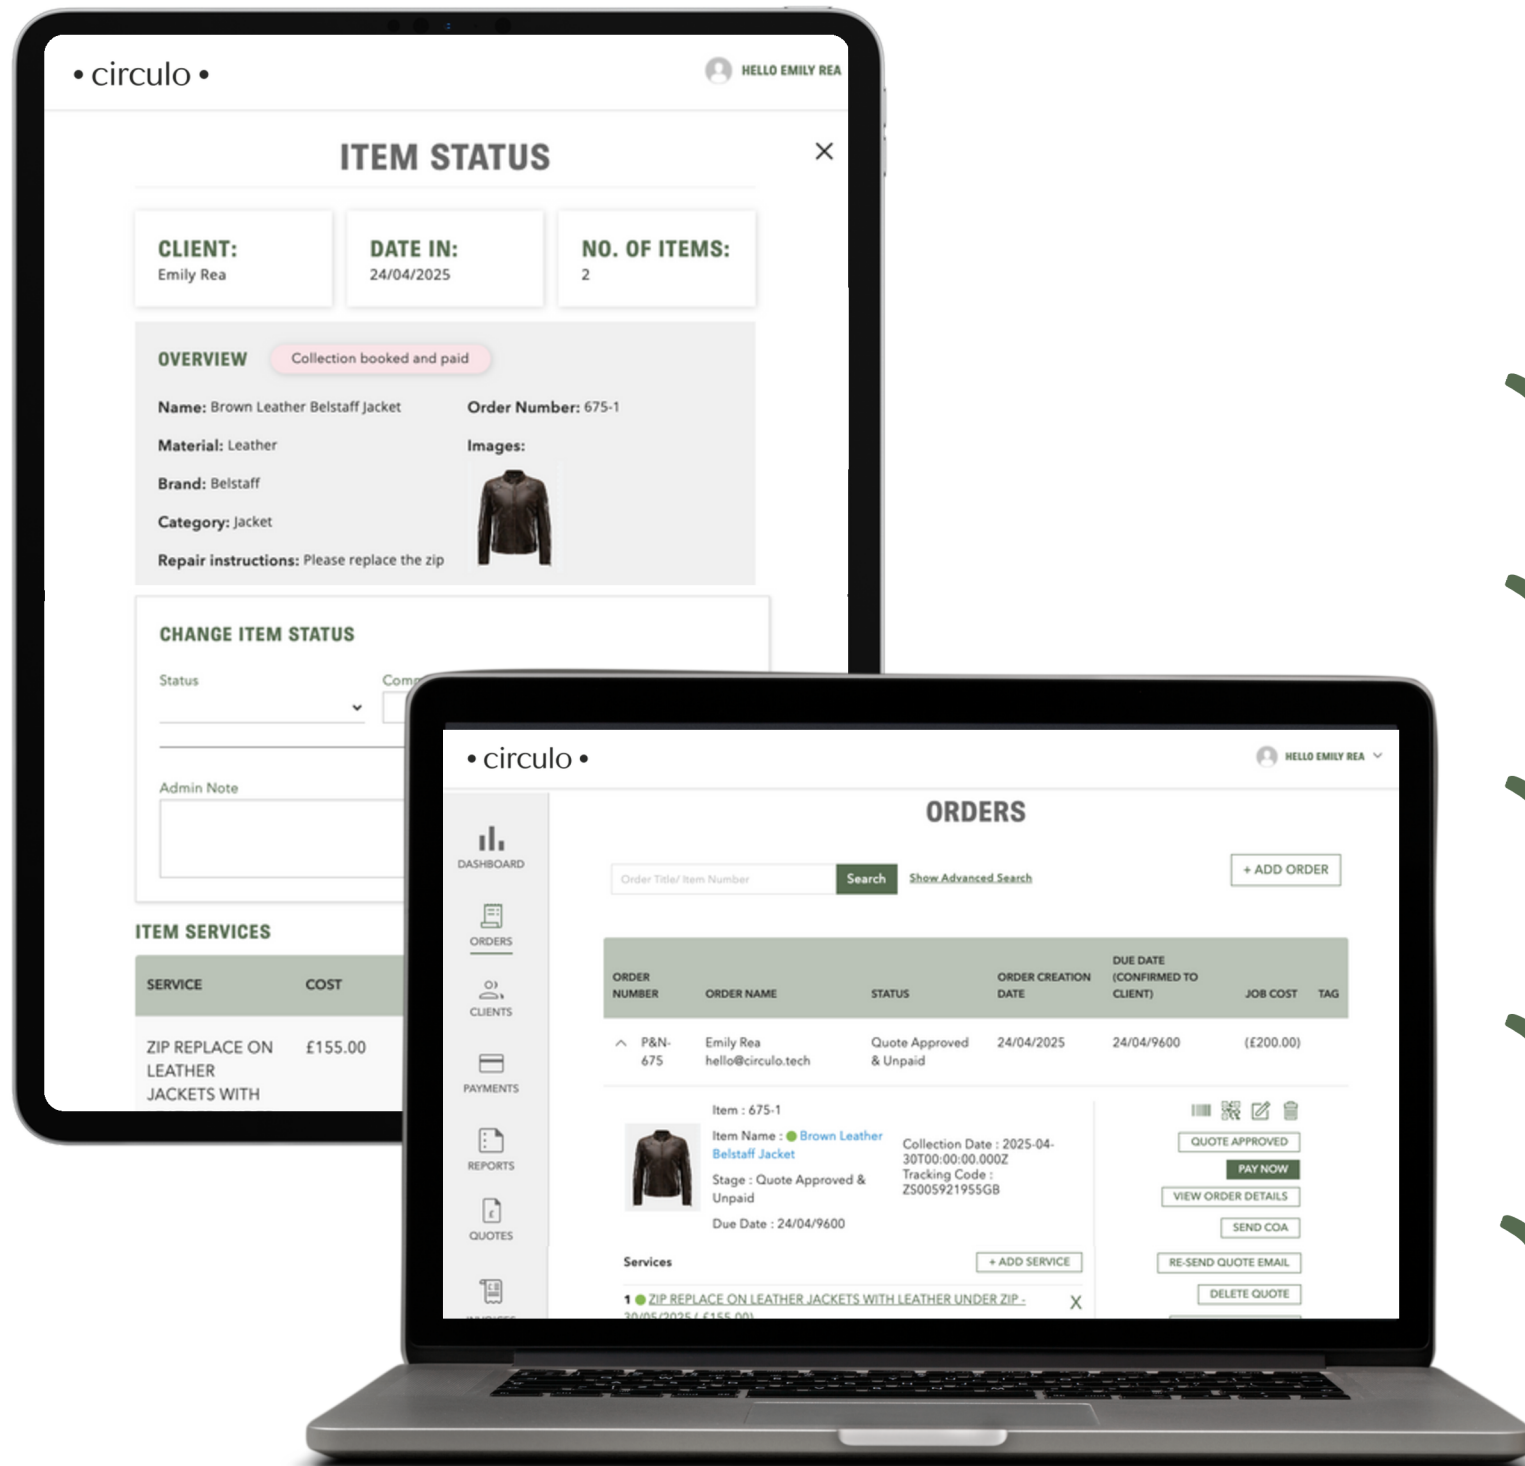 • circulo •
HELLO EMILY REA
ITEM STATUS
CLIENT:
Emily Rea
DATE IN:
24/04/2025
NO. OF ITEMS:
2
OVERVIEW
Collection booked and paid
Name: Brown Leather Belstaff Jacket
Order Number: 675-1
Material: Leather
Images:
Brand: Belstaff
Category: Jacket
Repair instructions: Please replace the zip
CHANGE ITEM STATUS
Status
Admin Note
ITEM SERVICES
SERVICE
COST
ZIP REPLACE ON
LEATHER
JACKETS WITH
£155.00
• circulo •
HELLO EMILY REA
DASHBOARD
ORDERS
CLIENTS
PAYMENTS
REPORTS
QUOTES
ORDERS
Order Title/ Item Number
Search
Show Advanced Search
+ ADD ORDER
ORDER
NUMBER
ORDER NAME
STATUS
ORDER CREATION
DATE
DUE DATE
(CONFIRMED TO
CLIENT)
JOB COST
TAG
P&N-
675
Emily Rea
hello@circulo.tech
Quote Approved
& Unpaid
24/04/2025
24/04/9600
(£200.00)
Item : 675-1
Item Name : Brown Leather
Belstaff Jacket
Stage : Quote Approved &
Unpaid
Due Date : 24/04/9600
Collection Date : 2025-04-
30T00:00:00.000Z
Tracking Code :
ZS005921955GB
QUOTE APPROVED
PAY NOW
VIEW ORDER DETAILS
SEND COA
RE-SEND QUOTE EMAIL
DELETE QUOTE
Services
+ ADD SERVICE
1 ZIP REPLACE ON LEATHER JACKETS WITH LEATHER UNDER ZIP -
30/05/2025 ( £155.00)
X